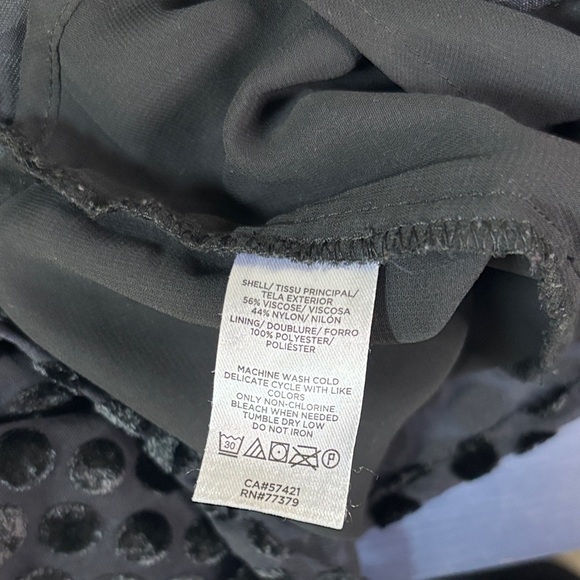 SHELL/ TISSU PRINCIPAL/
TELA EXTERIOR
56% VISCOSE/ VISCOSA
44% NYLON/ NILÓN
LINING/ DOUBLURE/ FORRO
100% POLYESTER/
POLIÉSTER
MACHINE WASH COLD
DELICATE CYCLE WITH LIKE
COLORS
ONLY NON-CHLORINE
BLEACH WHEN NEEDED
TUMBLE DRY LOW
DO NOT IRON
30 P
CA#57421
RN#77379